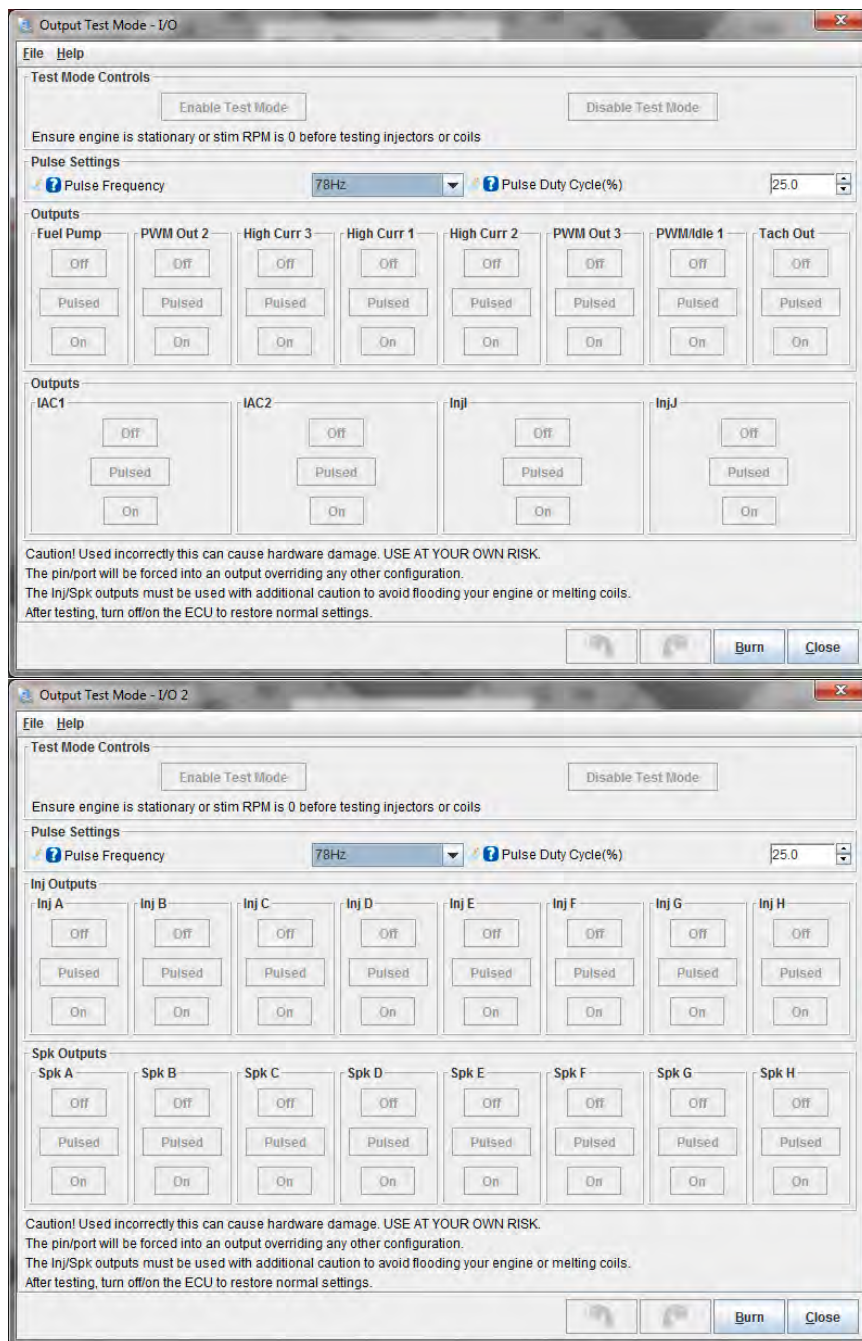 Output Test Mode - I/O
File Help
Test Mode Controls
Enable Test Mode Disable Test Mode
Ensure engine is stationary or stim RPM is 0 before testing injectors or coils
Pulse Settings
Pulse Frequency 78Hz Pulse Duty Cycle(%) 25.0
Outputs
Fuel Pump PWM Out 2 High Curr 3 High Curr 1 High Curr 2 PWM Out 3 PWM/Idle 1 Tach Out
Off Off Off Off Off Off Off Off
Pulsed Pulsed Pulsed Pulsed Pulsed Pulsed Pulsed Pulsed
On On On On On On On On
Outputs
IAC1 IAC2 InjI InjJ
Off Off Off Off
Pulsed Pulsed Pulsed Pulsed
On On On On
Caution! Used incorrectly this can cause hardware damage. USE AT YOUR OWN RISK.
The pin/port will be forced into an output overriding any other configuration.
The Inj/Spk outputs must be used with additional caution to avoid flooding your engine or melting coils.
After testing, turn off/on the ECU to restore normal settings.
Burn Close
Output Test Mode - I/O 2
File Help
Test Mode Controls
Enable Test Mode Disable Test Mode
Ensure engine is stationary or stim RPM is 0 before testing injectors or coils
Pulse Settings
Pulse Frequency 78Hz Pulse Duty Cycle(%) 25.0
Inj Outputs
Inj A Inj B Inj C Inj D Inj E Inj F Inj G Inj H
Off Off Off Off Off Off Off Off
Pulsed Pulsed Pulsed Pulsed Pulsed Pulsed Pulsed Pulsed
On On On On On On On On
Spk Outputs
Spk A Spk B Spk C Spk D Spk E Spk F Spk G Spk H
Off Off Off Off Off Off Off Off
Pulsed Pulsed Pulsed Pulsed Pulsed Pulsed Pulsed Pulsed
On On On On On On On On
Caution! Used incorrectly this can cause hardware damage. USE AT YOUR OWN RISK.
The pin/port will be forced into an output overriding any other configuration.
The Inj/Spk outputs must be used with additional caution to avoid flooding your engine or melting coils.
After testing, turn off/on the ECU to restore normal settings.
Burn Close